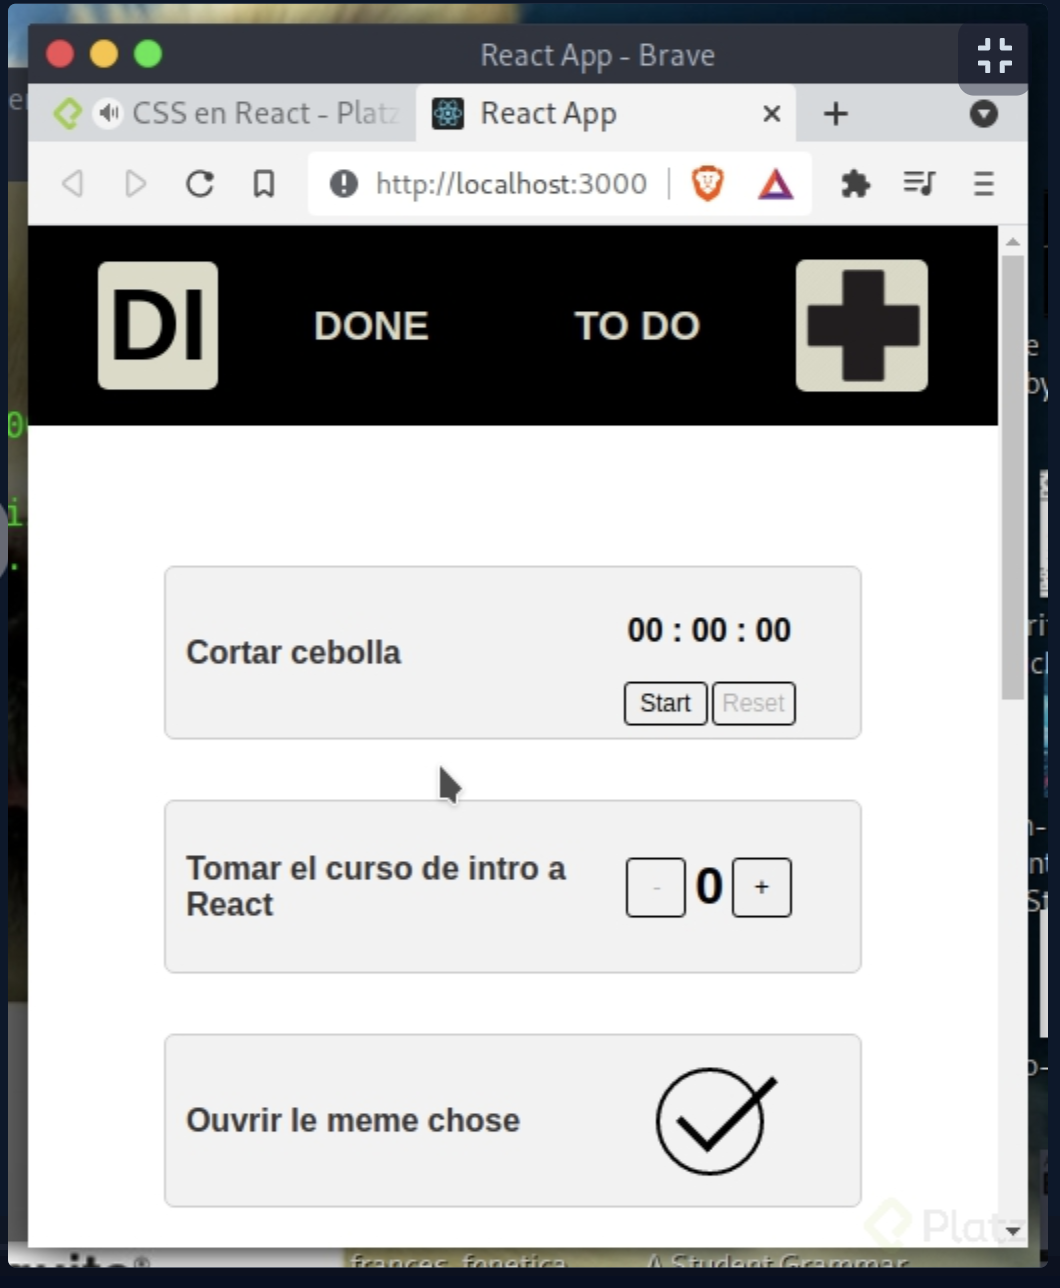 React App - Brave
CSS en React - Platz
React App
http://localhost:3000
DI
DONE
TO DO
Cortar cebolla
00 : 00 : 00
Start
Reset
Tomar el curso de intro a
React
- 0 +
Ouvrir le meme chose
Platz
frances, fonetica
A Student Grammar